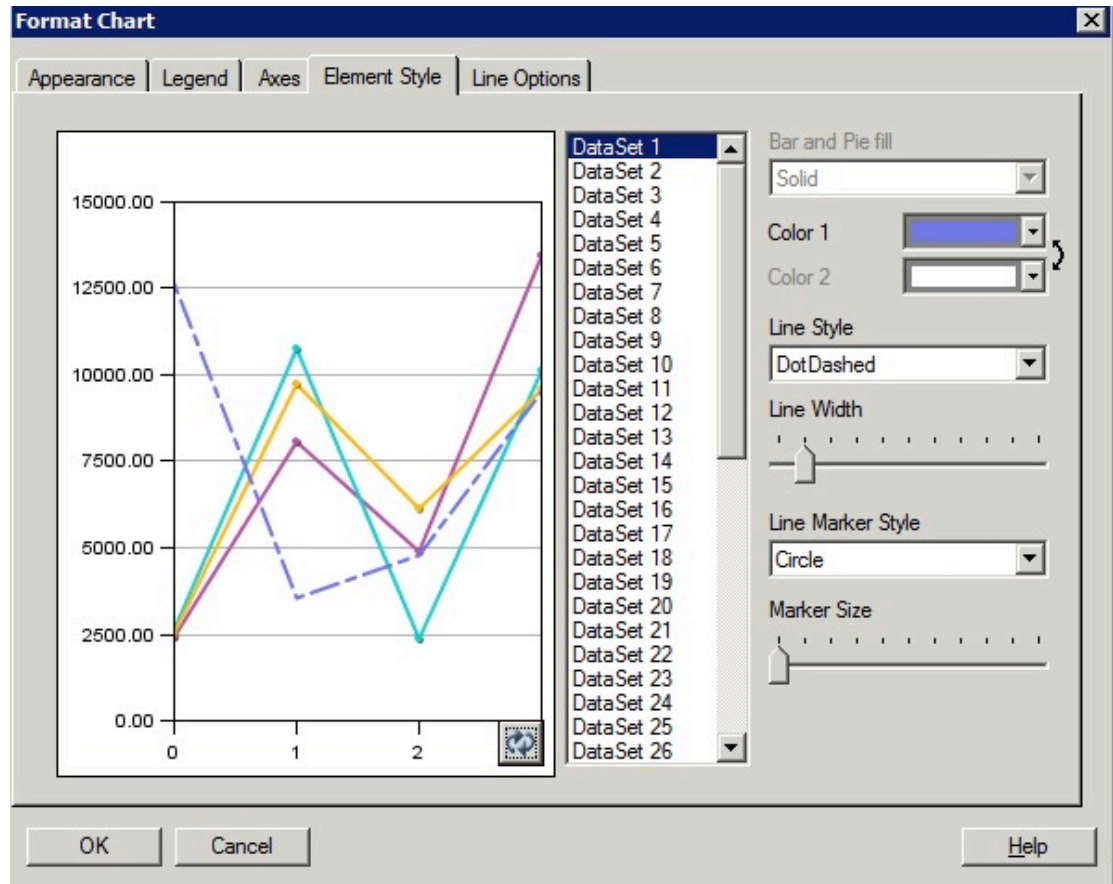 Format Chart
Appearance Legend Axes Element Style Line Options
15000.00
12500.00
10000.00
7500.00
5000.00
2500.00
0.00
0 1 2
DataSet 1
DataSet 2
DataSet 3
DataSet 4
DataSet 5
DataSet 6
DataSet 7
DataSet 8
DataSet 9
DataSet 10
DataSet 11
DataSet 12
DataSet 13
DataSet 14
DataSet 15
DataSet 16
DataSet 17
DataSet 18
DataSet 19
DataSet 20
DataSet 21
DataSet 22
DataSet 23
DataSet 24
DataSet 25
DataSet 26
Bar and Pie fill
Solid
Color 1
Color 2
Line Style
DotDashed
Line Width
Line Marker Style
Circle
Marker Size
OK Cancel Help